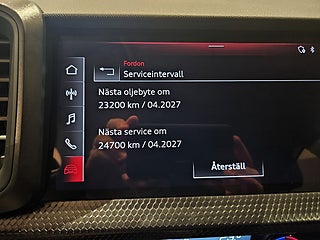 Fordon
Serviceintervall
Nästa oljebyte om
23200 km / 04.2027
Nästa service om
24700 km / 04.2027
Återställ